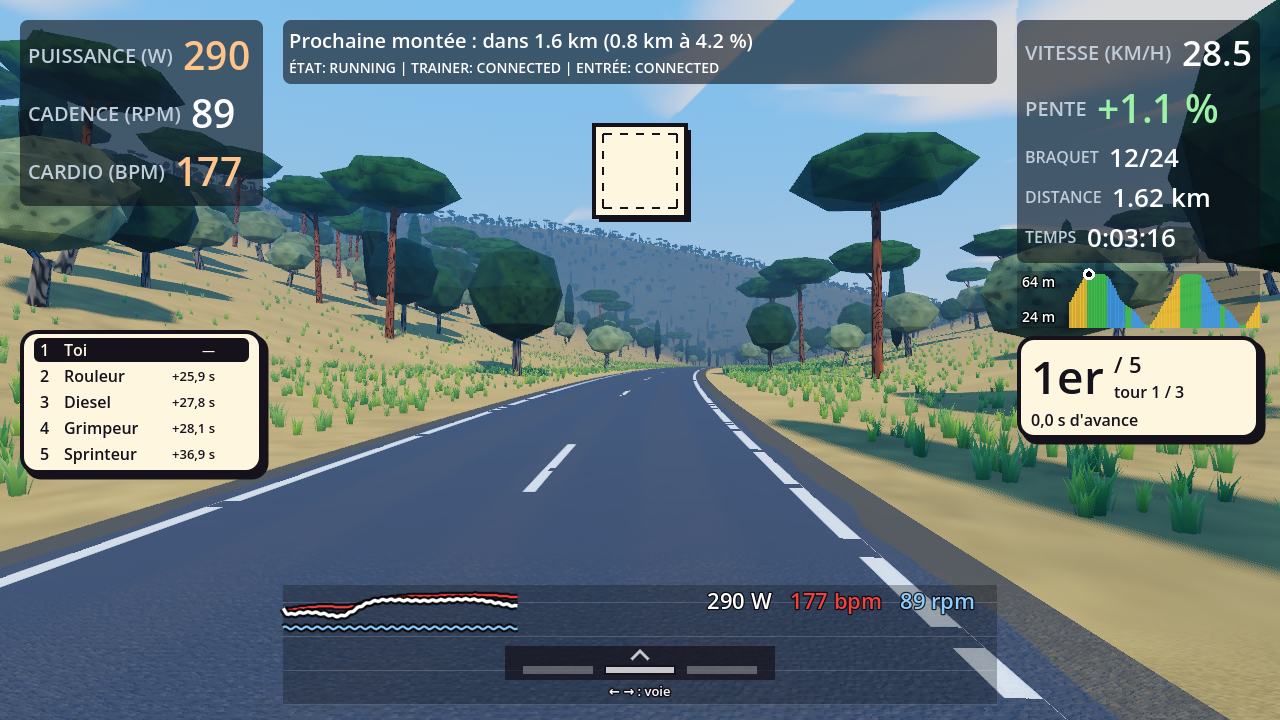 PUISSANCE (W) 290
CADENCE (RPM) 89
CARDIO (BPM) 177
Prochaine montée : dans 1.6 km (0.8 km à 4.2 %)
ÉTAT: RUNNING | TRAINER: CONNECTED | ENTRÉE: CONNECTED
VITESSE (KM/H) 28.5
PENTE +1.1 %
BRAQUET 12/24
DISTANCE 1.62 km
TEMPS 0:03:16
64 m
24 m
1 Toi —
2 Rouleur +25,9 s
3 Diesel +27,8 s
4 Grimpeur +28,1 s
5 Sprinteur +36,9 s
1er / 5
tour 1 / 3
0,0 s d'avance
290 W 177 bpm 89 rpm
←→ : voie